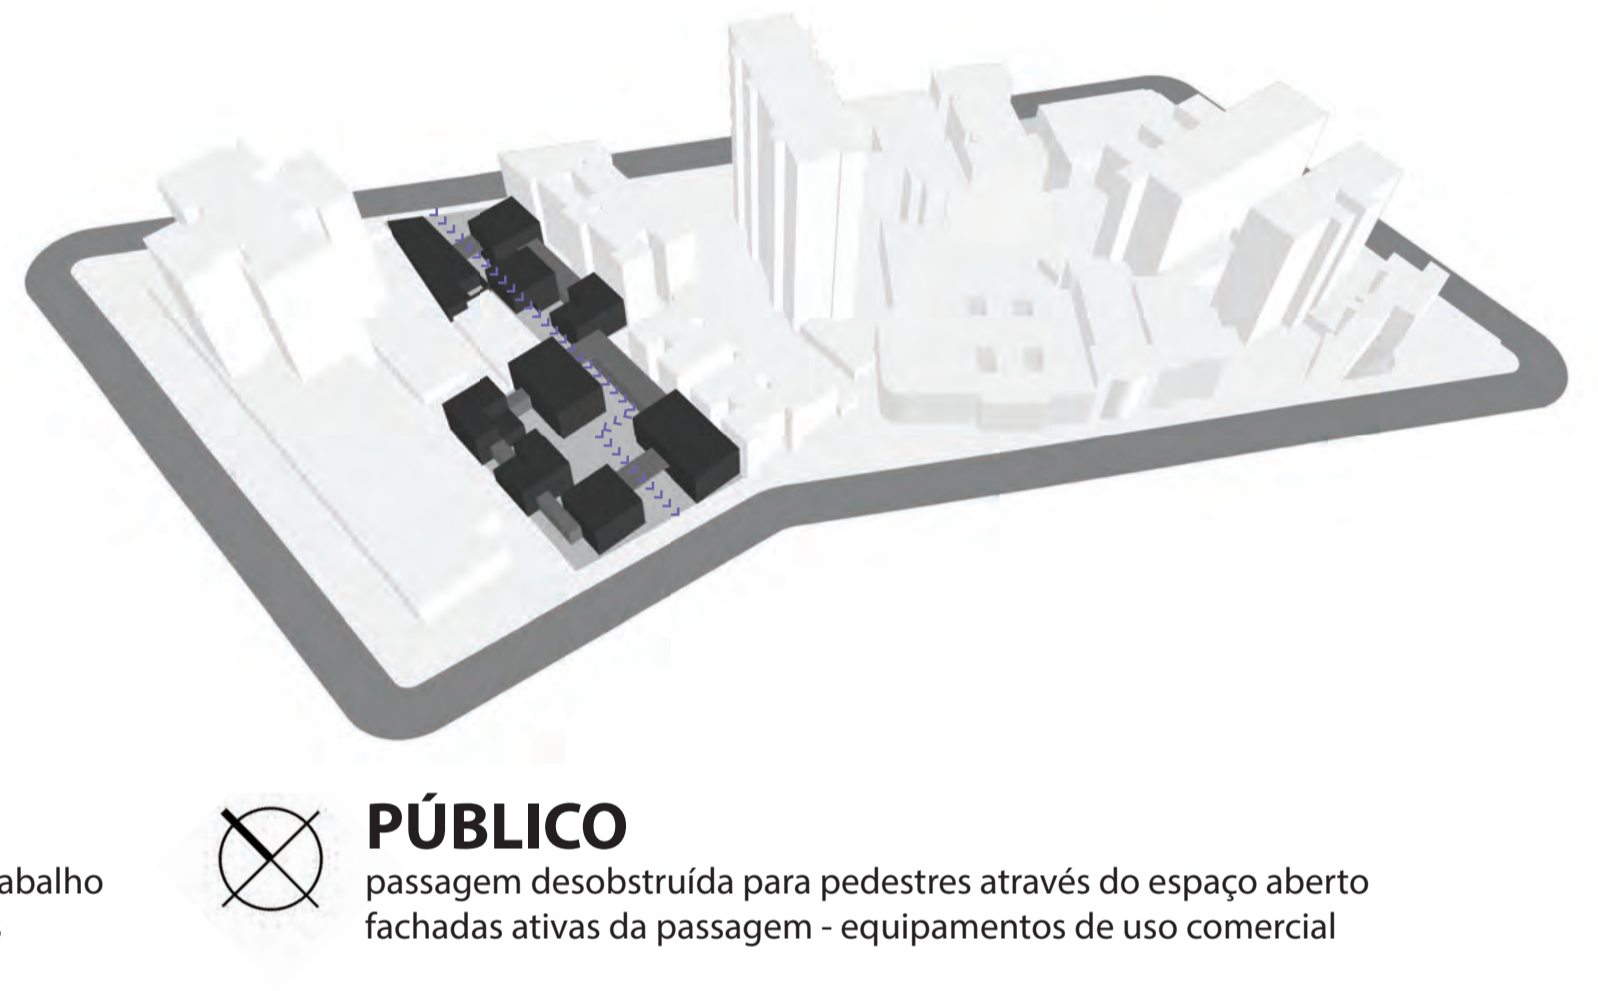 PÚBLICO
abalho
passagem desobstruída para pedestres através do espaço aberto
fachadas ativas da passagem - equipamentos de uso comercial